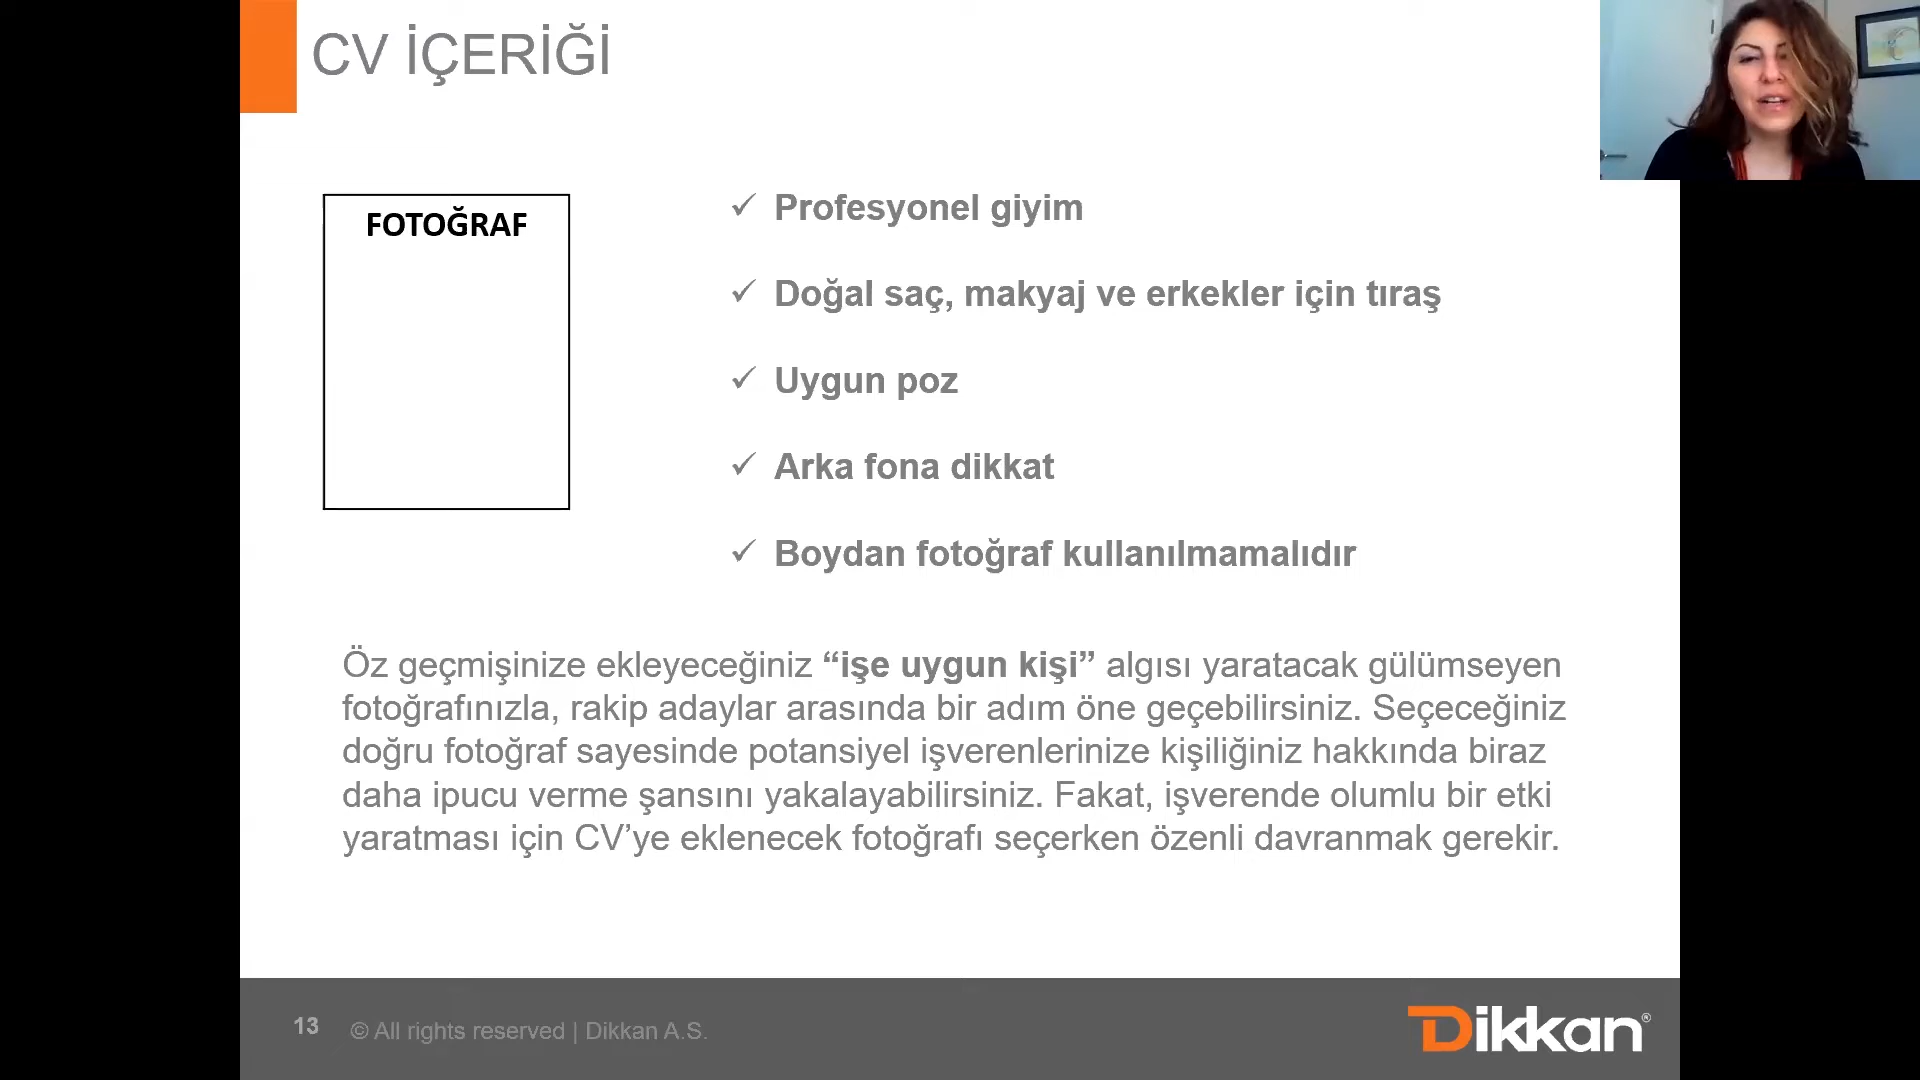 CV İÇERİĞİ
FOTOĞRAF
✓ Profesyonel giyim
✓ Doğal saç, makyaj ve erkekler için tıraş
✓ Uygun poz
✓ Arka fona dikkat
✓ Boydan fotoğraf kullanılmamalıdır
Öz geçmişinize ekleyeceğiniz “işe uygun kişi” algısı yaratacak gülümseyen
fotoğrafınızla, rakip adaylar arasında bir adım öne geçebilirsiniz. Seçeceğiniz
doğru fotoğraf sayesinde potansiyel işverenlerinize kişiliğiniz hakkında biraz
daha ipucu verme şansını yakalayabilirsiniz. Fakat, işverende olumlu bir etki
yaratması için CV’ye eklenecek fotoğrafı seçerken özenli davranmak gerekir.
13
© All rights reserved | Dikkan A.S.
Dikkan®